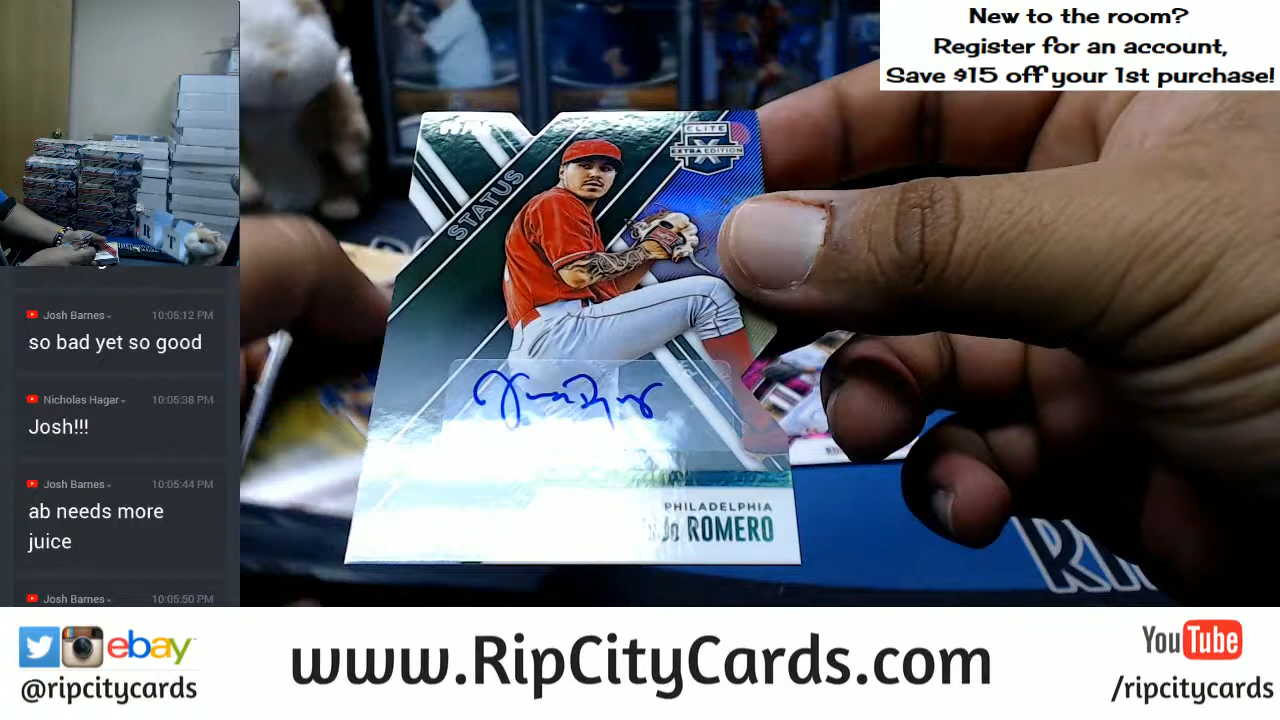 New to the room?
Register for an account,
Save $15 off your 1st purchase!
Josh Barnes
10:05:12 PM
so bad yet so good
Nicholas Hagar
10:05:38 PM
Josh!!!
Josh Barnes
10:05:44 PM
ab needs more
juice
Josh Barnes
10:05:50 PM
STATUS
ELITE
EXTRA EDITION
PHILADELPHIA
ROMERO
R T
ebay
@ripcitycards
www.RipCityCards.com
YouTube
/ripcitycards